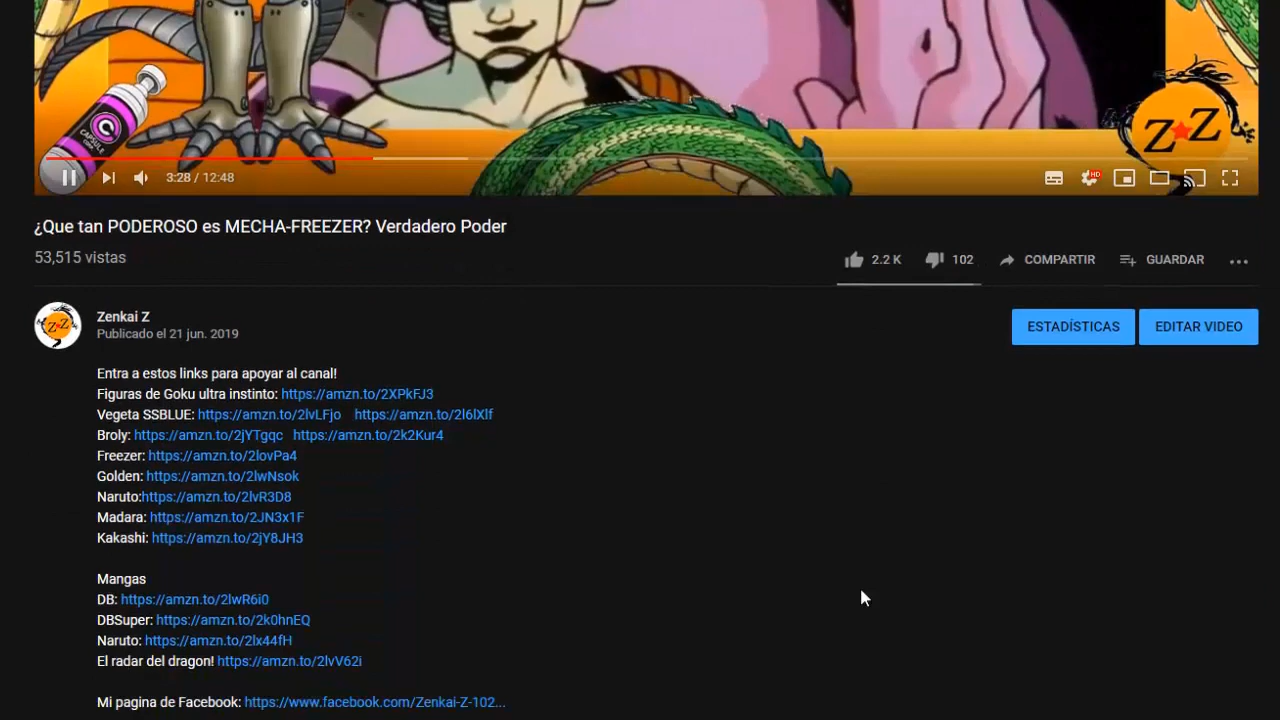 CAPSULE
Z Z
3:28 / 12:48
HD
¿Que tan PODEROSO es MECHA-FREEZER? Verdadero Poder
53,515 vistas
2.2 K 102 COMPARTIR GUARDAR
Zenkai Z
Publicado el 21 jun. 2019
ESTADÍSTICAS EDITAR VIDEO
Entra a estos links para apoyar al canal!
Figuras de Goku ultra instinto: https://amzn.to/2XPkFJ3
Vegeta SSBLUE: https://amzn.to/2lvLFjo https://amzn.to/2l6lXlf
Broly: https://amzn.to/2jYTgqc https://amzn.to/2k2Kur4
Freezer: https://amzn.to/2lovPa4
Golden: https://amzn.to/2lwNsok
Naruto:https://amzn.to/2lvR3D8
Madara: https://amzn.to/2JN3x1F
Kakashi: https://amzn.to/2jY8JH3
Mangas
DB: https://amzn.to/2lwR6i0
DBSuper: https://amzn.to/2k0hnEQ
Naruto: https://amzn.to/2lx44fH
El radar del dragon! https://amzn.to/2lvV62i
Mi pagina de Facebook: https://www.facebook.com/Zenkai-Z-102...